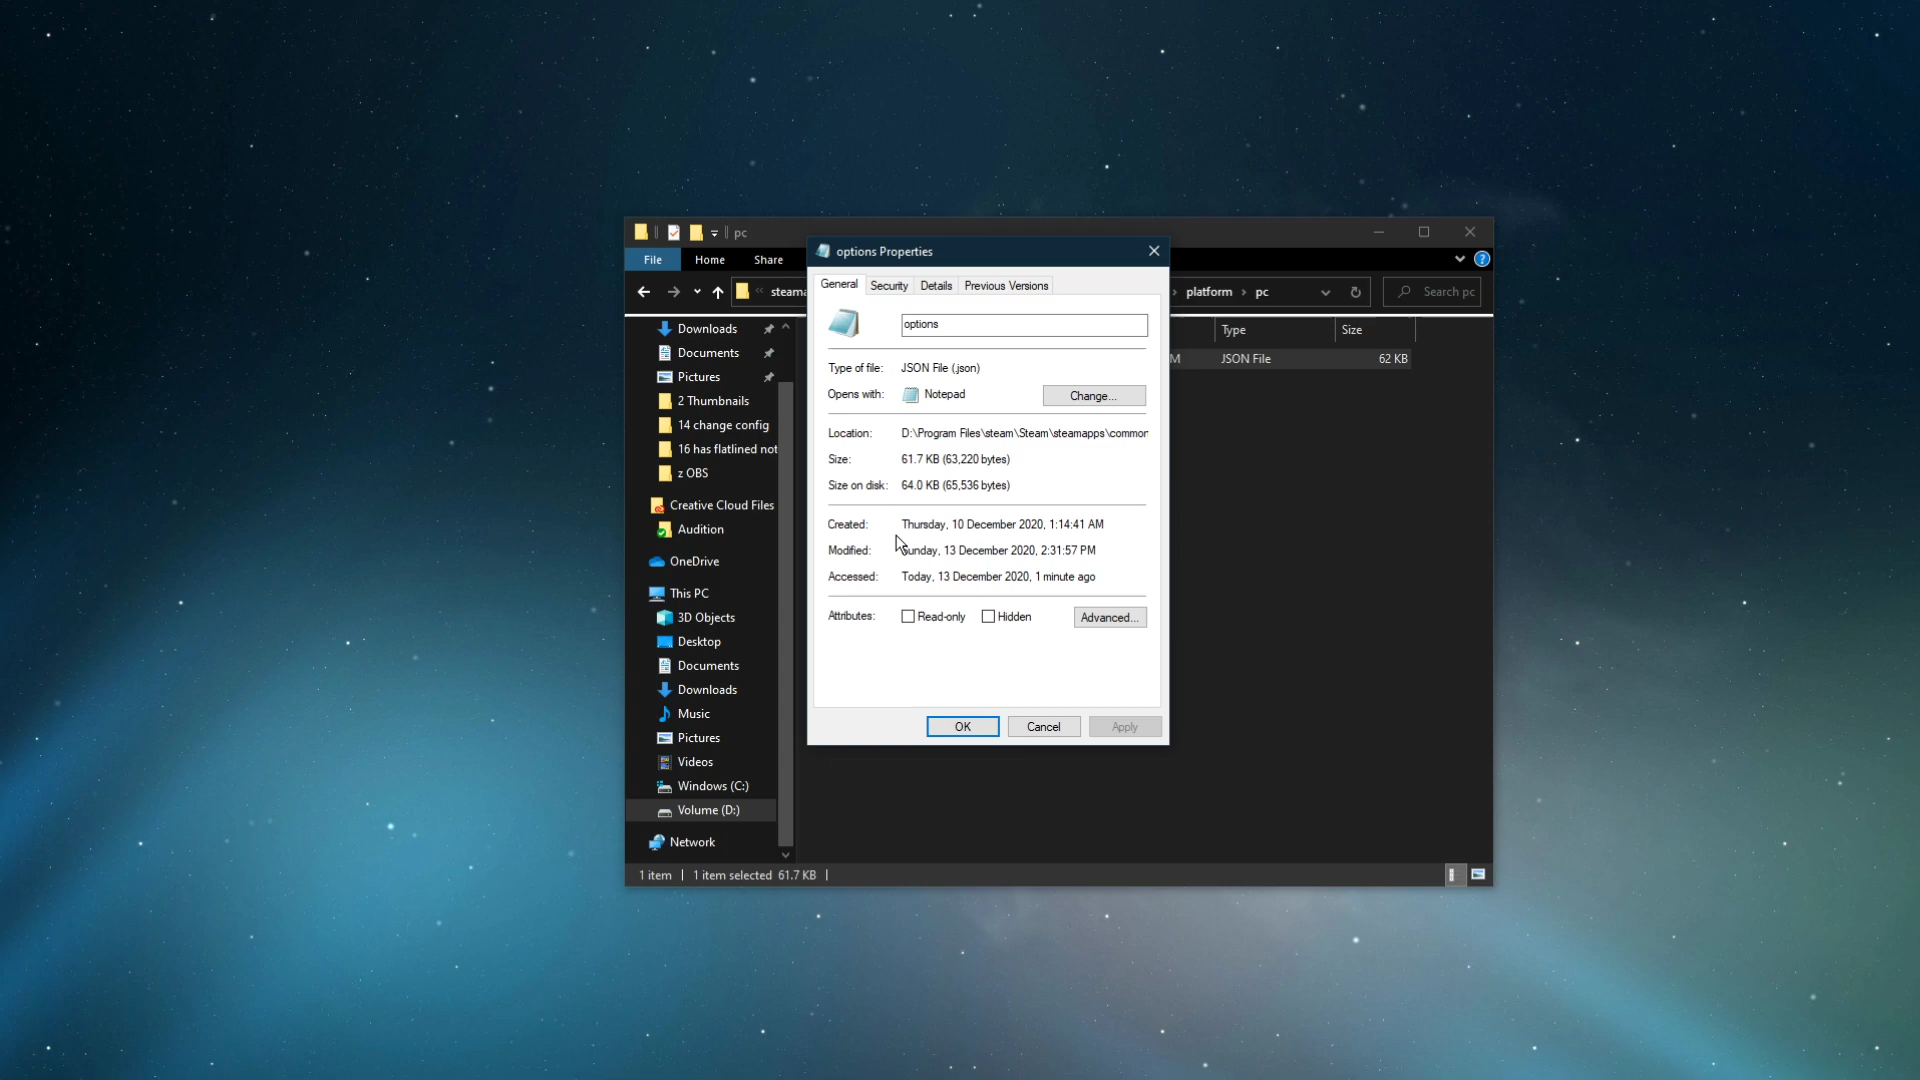 pc
File Home Share
steama
platform › pc
Search pc
Downloads
Documents
Pictures
2 Thumbnails
14 change config
16 has flatlined not
z OBS
Creative Cloud Files
Audition
OneDrive
This PC
3D Objects
Desktop
Documents
Downloads
Music
Pictures
Videos
Windows (C:)
Volume (D:)
Network
1 item 1 item selected 61.7 KB
Type Size
M JSON File 62 KB
options Properties
General Security Details Previous Versions
options
Type of file: JSON File (.json)
Opens with: Notepad Change...
Location: D:\Program Files\steam\Steam\steamapps\common
Size: 61.7 KB (63,220 bytes)
Size on disk: 64.0 KB (65,536 bytes)
Created: Thursday, 10 December 2020, 1:14:41 AM
Modified: Sunday, 13 December 2020, 2:31:57 PM
Accessed: Today, 13 December 2020, 1 minute ago
Attributes: Read-only Hidden Advanced...
OK Cancel Apply